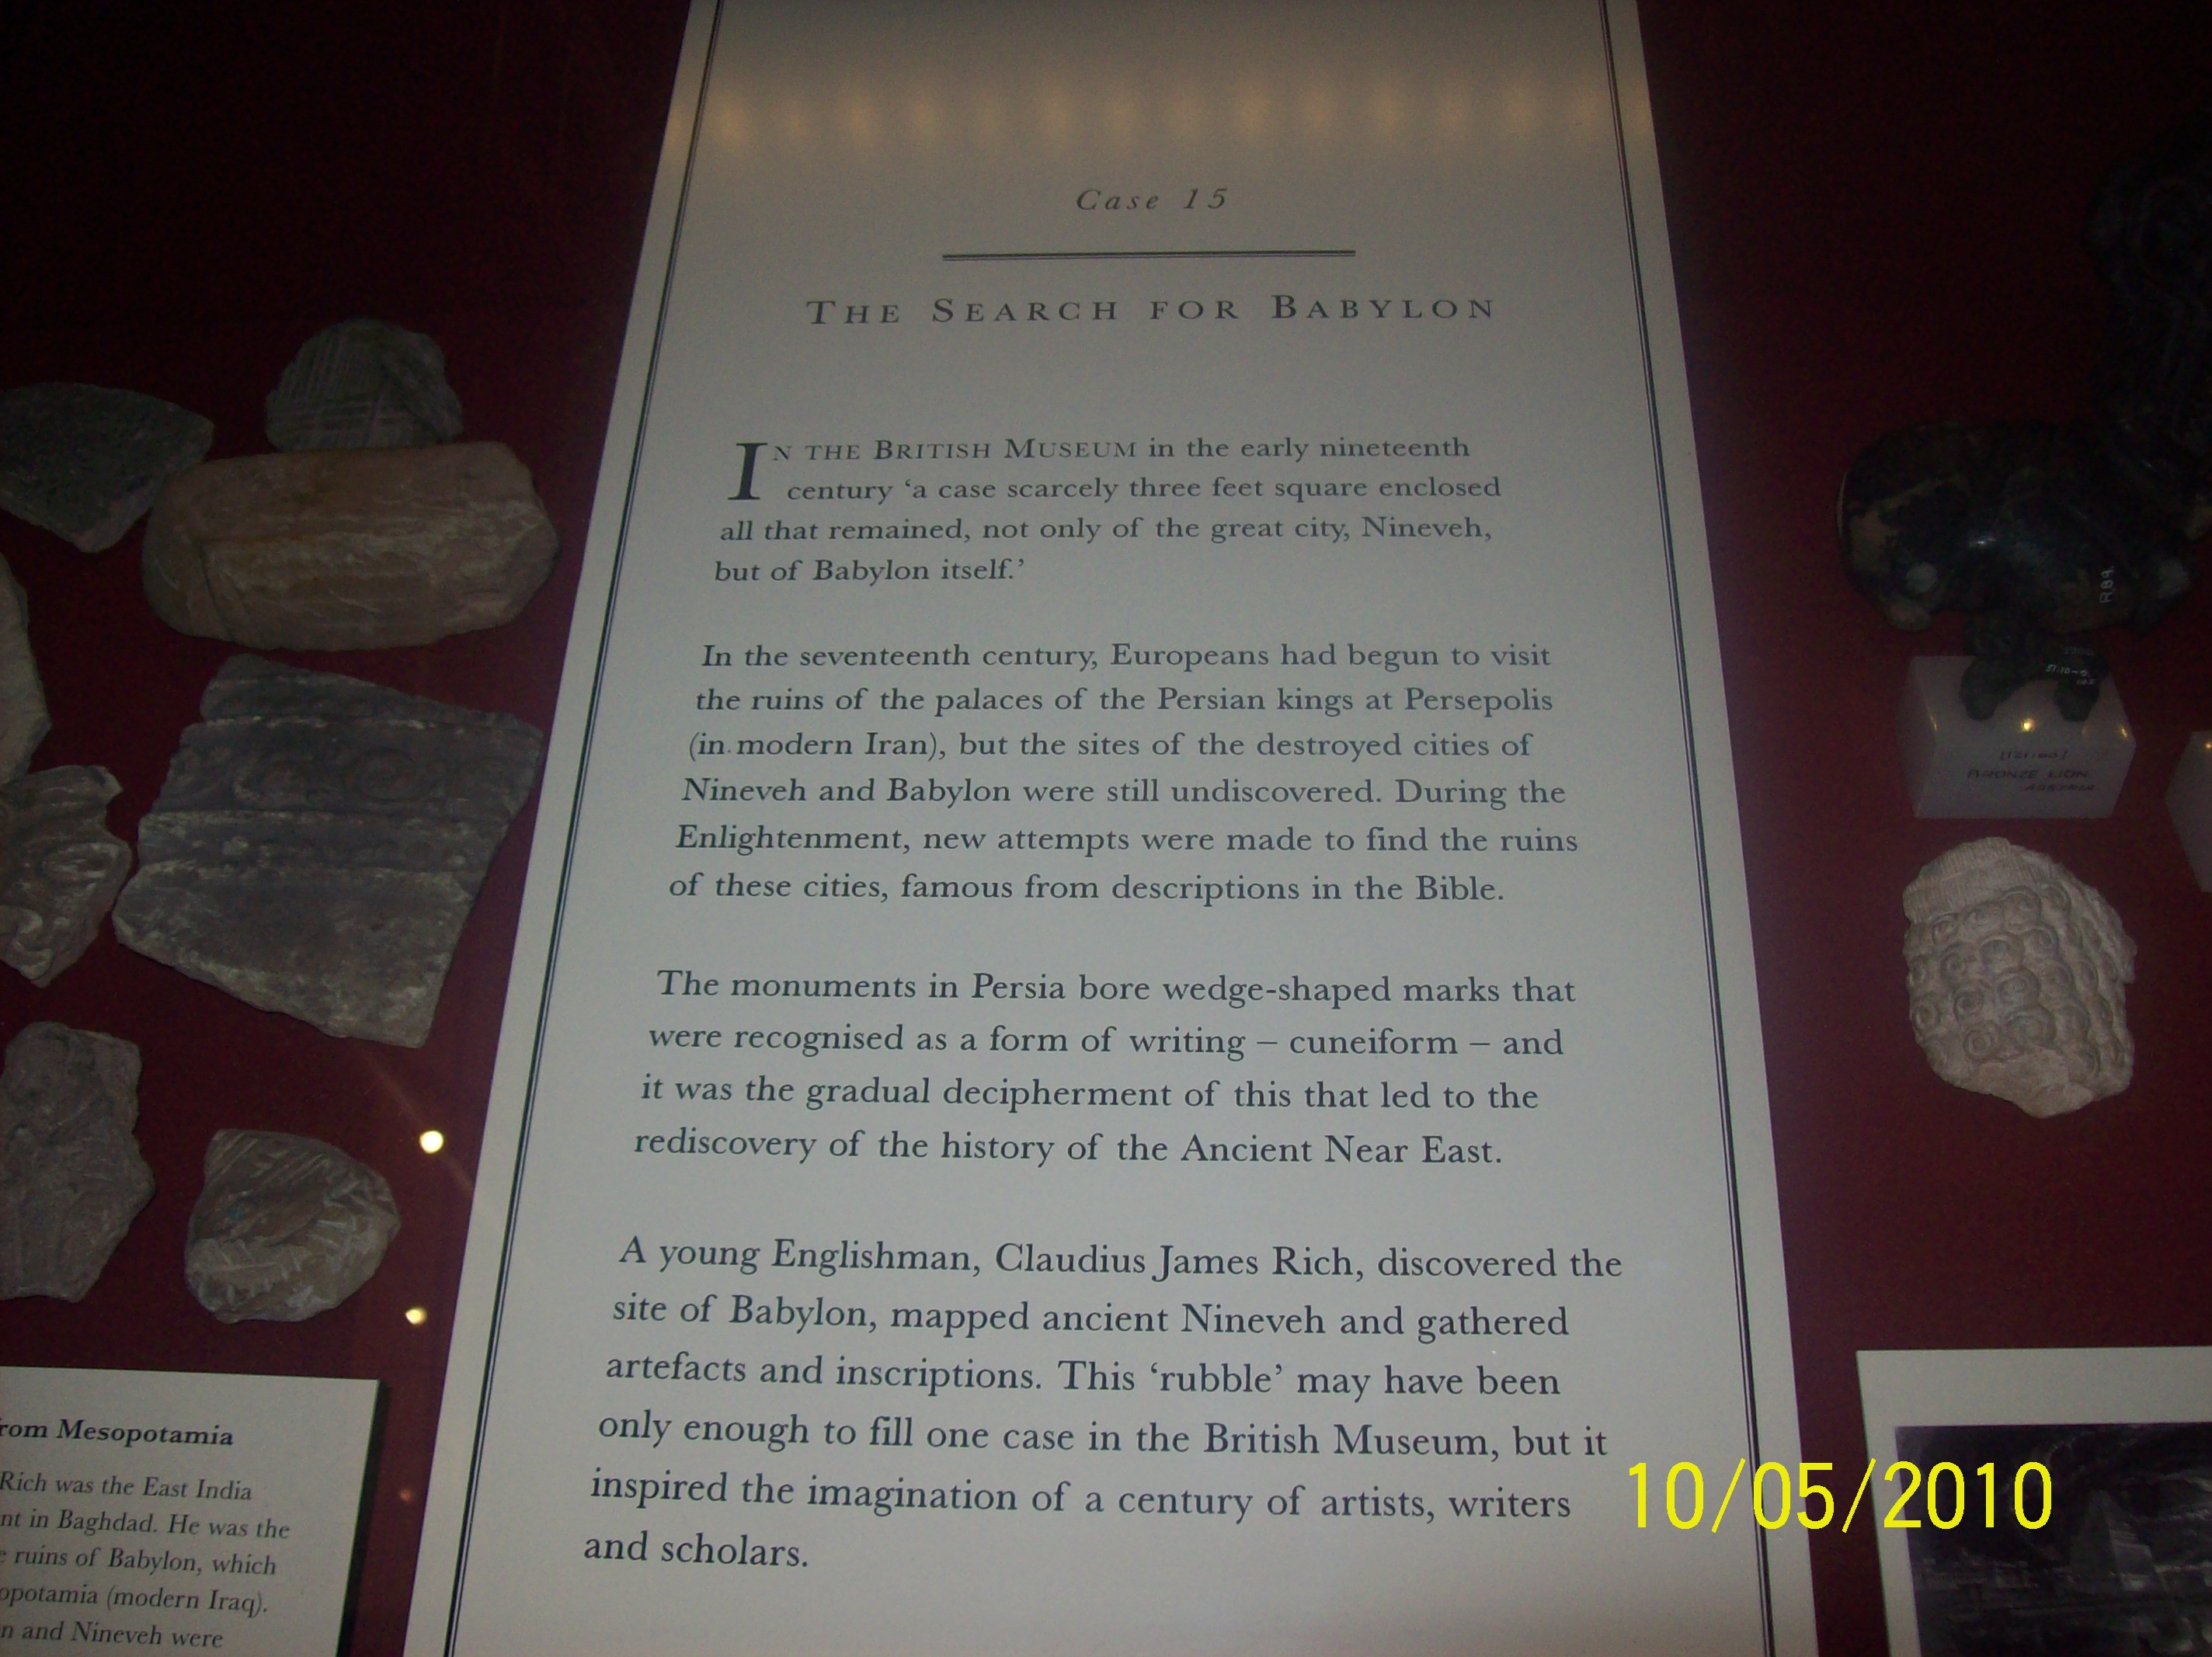 Case 15
THE SEARCH FOR BABYLON
IN THE BRITISH MUSEUM in the early nineteenth
century ‘a case scarcely three feet square enclosed
all that remained, not only of the great city, Nineveh,
but of Babylon itself.’
In the seventeenth century, Europeans had begun to visit
the ruins of the palaces of the Persian kings at Persepolis
(in modern Iran), but the sites of the destroyed cities of
Nineveh and Babylon were still undiscovered. During the
Enlightenment, new attempts were made to find the ruins
of these cities, famous from descriptions in the Bible.
The monuments in Persia bore wedge-shaped marks that
were recognised as a form of writing – cuneiform – and
it was the gradual decipherment of this that led to the
rediscovery of the history of the Ancient Near East.
A young Englishman, Claudius James Rich, discovered the
site of Babylon, mapped ancient Nineveh and gathered
artefacts and inscriptions. This ‘rubble’ may have been
only enough to fill one case in the British Museum, but it
inspired the imagination of a century of artists, writers
and scholars.
rom Mesopotamia
Rich was the East India
nt in Baghdad. He was the
e ruins of Babylon, which
opotamia (modern Iraq).
n and Nineveh were
R89.
BRONZE LION
10/05/2010